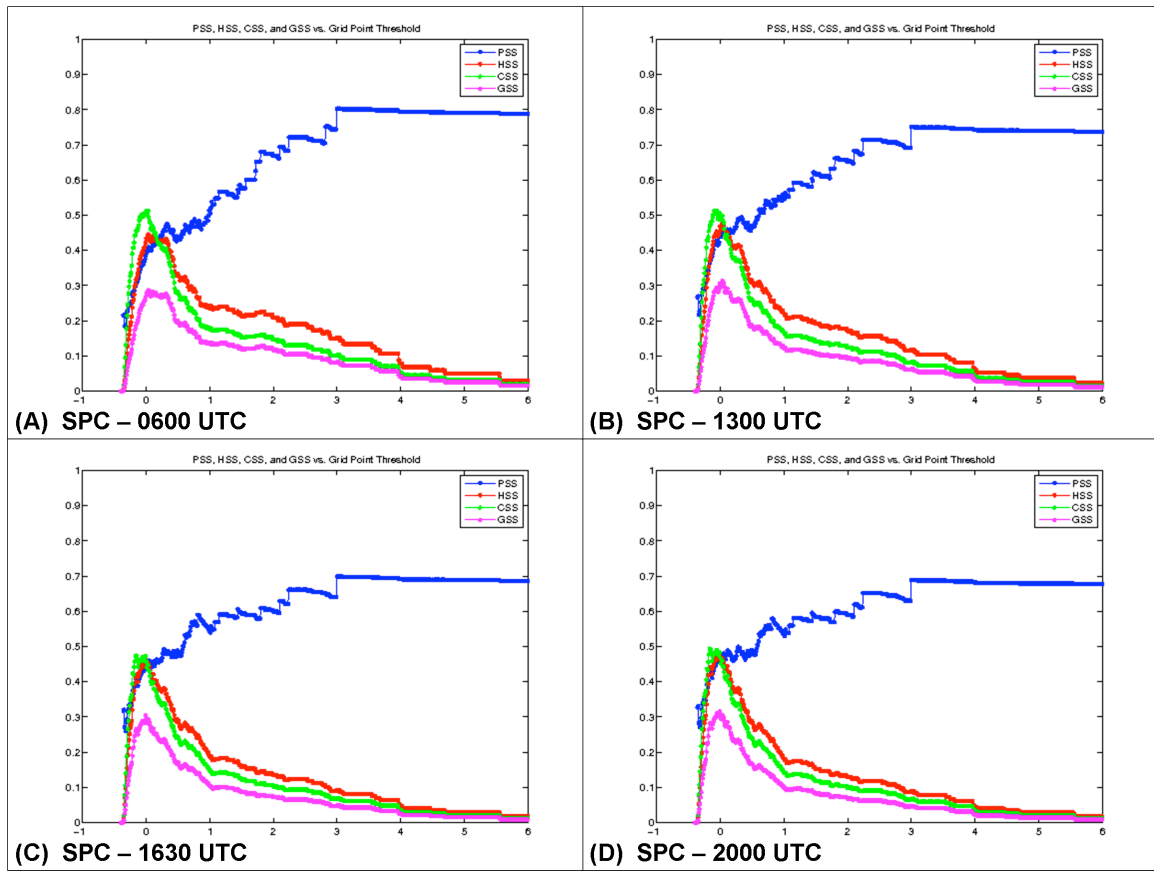 PSS, HSS, CSS, and GSS vs. Grid Point Threshold
1
0.9
0.8
0.7
0.6
0.5
0.4
0.3
0.2
0.1
0
−1 0 1 2 3 4 5 6
PSS
HSS
CSS
GSS
(A) SPC – 0600 UTC
PSS, HSS, CSS, and GSS vs. Grid Point Threshold
1
0.9
0.8
0.7
0.6
0.5
0.4
0.3
0.2
0.1
0
−1 0 1 2 3 4 5 6
PSS
HSS
CSS
GSS
(B) SPC – 1300 UTC
PSS, HSS, CSS, and GSS vs. Grid Point Threshold
1
0.9
0.8
0.7
0.6
0.5
0.4
0.3
0.2
0.1
0
−1 0 1 2 3 4 5 6
PSS
HSS
CSS
GSS
(C) SPC – 1630 UTC
PSS, HSS, CSS, and GSS vs. Grid Point Threshold
1
0.9
0.8
0.7
0.6
0.5
0.4
0.3
0.2
0.1
0
−1 0 1 2 3 4 5 6
PSS
HSS
CSS
GSS
(D) SPC – 2000 UTC